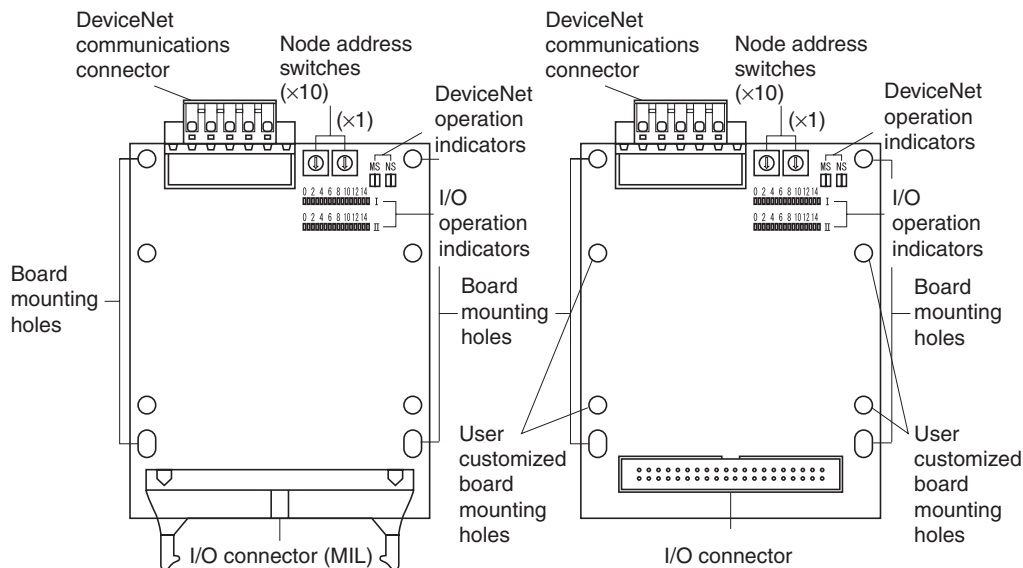 DeviceNet
communications
connector
Node address
switches
(×10)
(×1)
DeviceNet
operation
indicators
MS NS
0 2 4 6 8 10 12 14
I
0 2 4 6 8 10 12 14
II
I/O
operation
indicators
Board
mounting
holes
Board
mounting
holes
User
customized
board
mounting
holes
I/O connector (MIL)
DeviceNet
communications
connector
Node address
switches
(×10)
(×1)
DeviceNet
operation
indicators
MS NS
0 2 4 6 8 10 12 14
I
0 2 4 6 8 10 12 14
II
I/O
operation
indicators
Board
mounting
holes
User
customized
board
mounting
holes
I/O connector